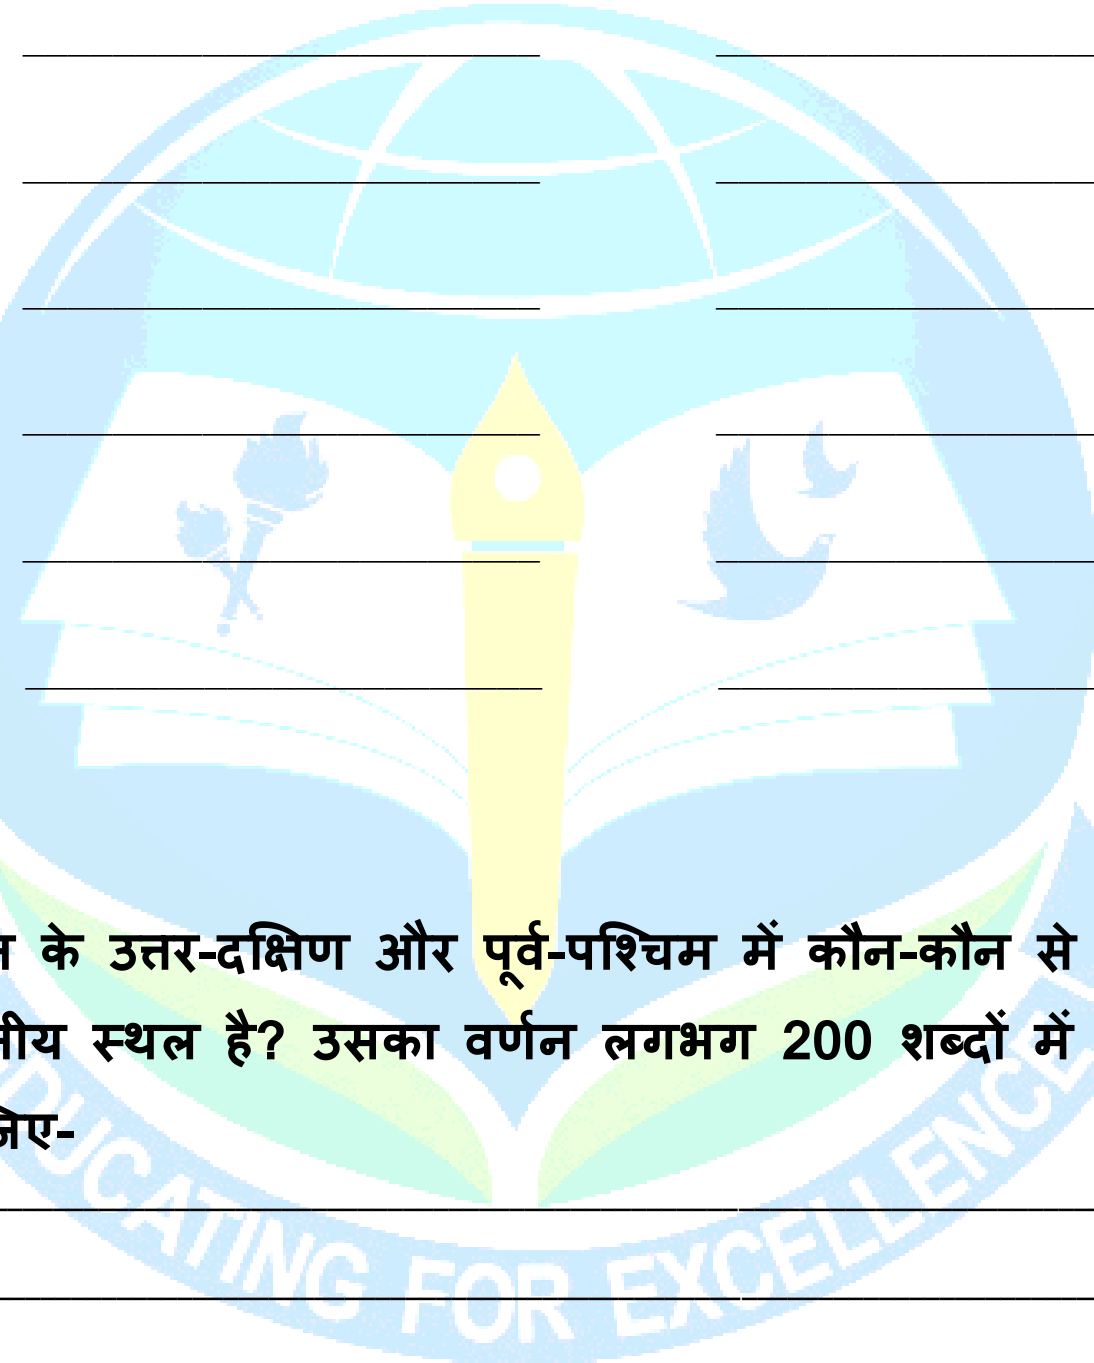 के उत्तर-दक्षिण और पूर्व-पश्चिम में कौन-कौन से
स्थल है? उसका वर्णन लगभग 200 शब्दों में
EDUCATING FOR EXCELLENCE